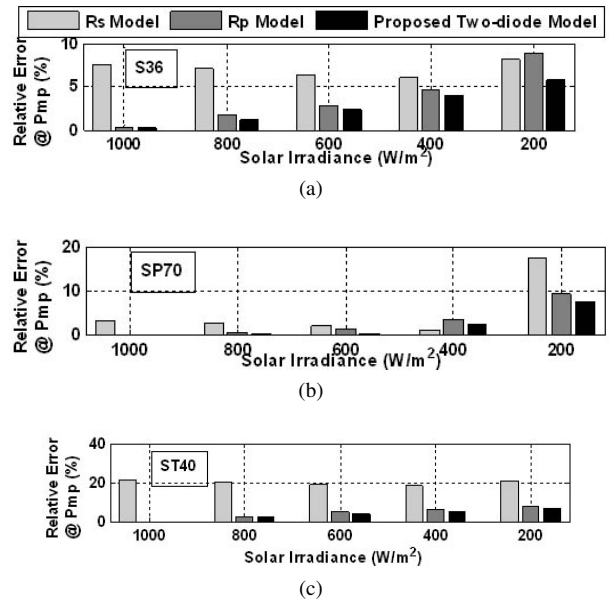 Rs Model Rp Model Proposed Two-diode Model
Relative Error
@ Pmp (%)
10
5
0
S36
1000 800 600 400 200
Solar Irradiance (W/m²)
(a)
Relative Error
@ Pmp (%)
20
10
0
SP70
1000 800 600 400 200
Solar Irradiance (W/m²)
(b)
Relative Error
@ Pmp (%)
40
20
0
ST40
1000 800 600 400 200
Solar Irradiance (W/m²)
(c)